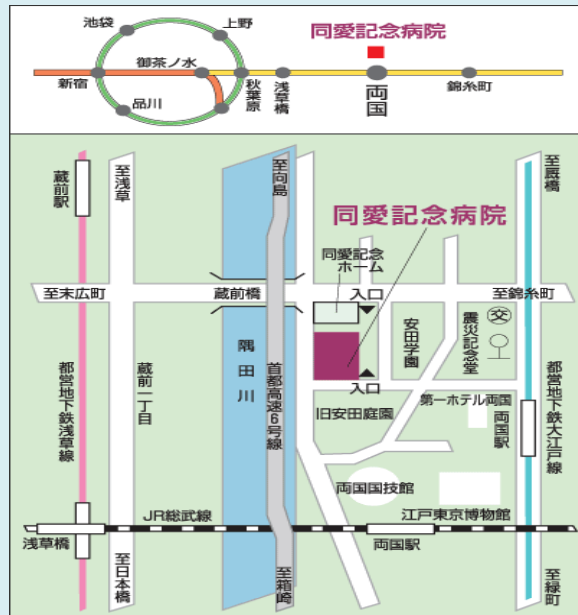 池袋
上野
同愛記念病院
御茶ノ水
新宿
秋葉原
浅草橋
両国
錦糸町
品川
蔵前駅
至浅草
至向島
至厩橋
同愛記念病院
同愛記念
ホーム
至末広町
蔵前橋
入口
至錦糸町
安田学園
震災記念堂
交
都営地下鉄浅草線
蔵前一丁目
隅田川
首都高速6号線
入口
旧安田庭園
第一ホテル両国
両国駅
都営地下鉄大江戸線
両国国技館
JR総武線
江戸東京博物館
浅草橋
至日本橋
至箱崎
両国駅
至緑町